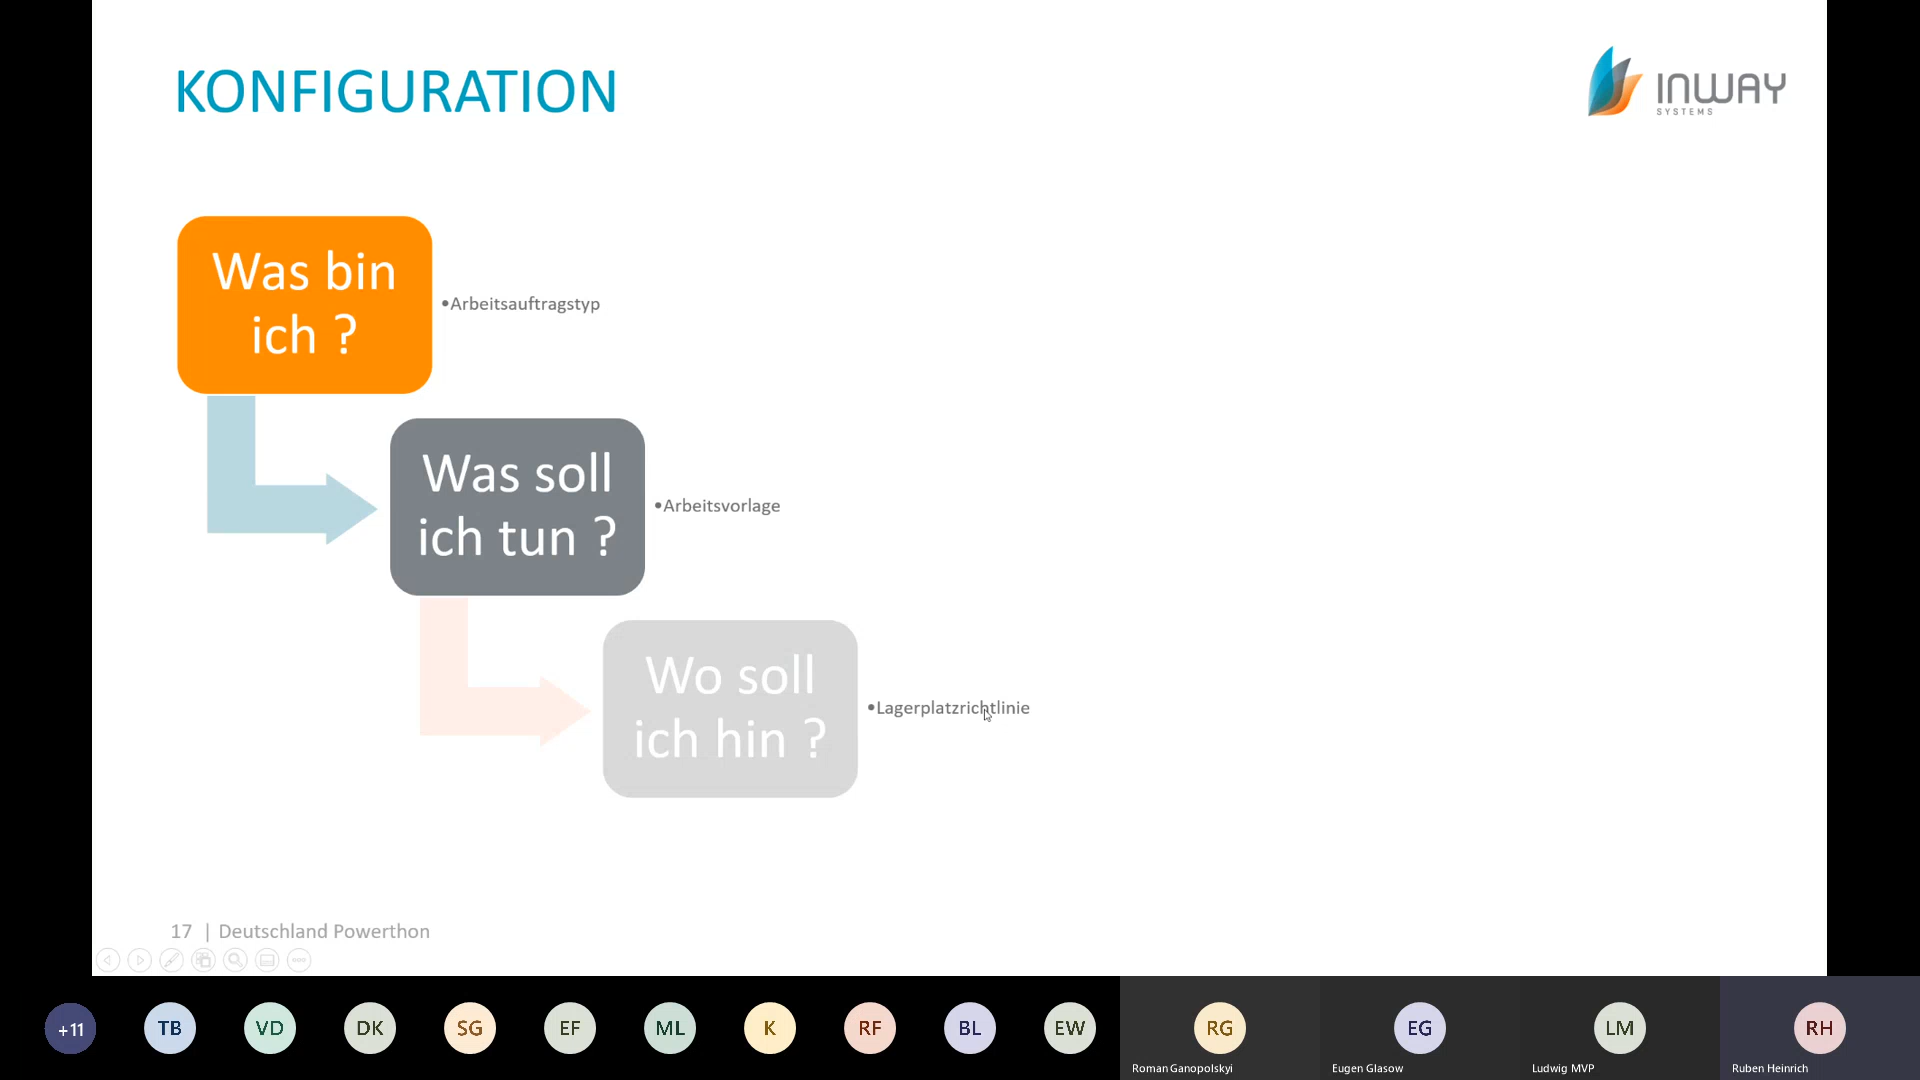 KONFIGURATION
INWAY
SYSTEMS
Was bin
ich ?
•Arbeitsauftragstyp
Was soll
ich tun ?
•Arbeitsvorlage
Wo soll
ich hin ?
•Lagerplatzrichtlinie
17 | Deutschland Powerthon
+11
TB
VD
DK
SG
EF
ML
K
RF
BL
EW
RG
Roman Ganopolskyi
EG
Eugen Glasow
LM
Ludwig MVP
RH
Ruben Heinrich